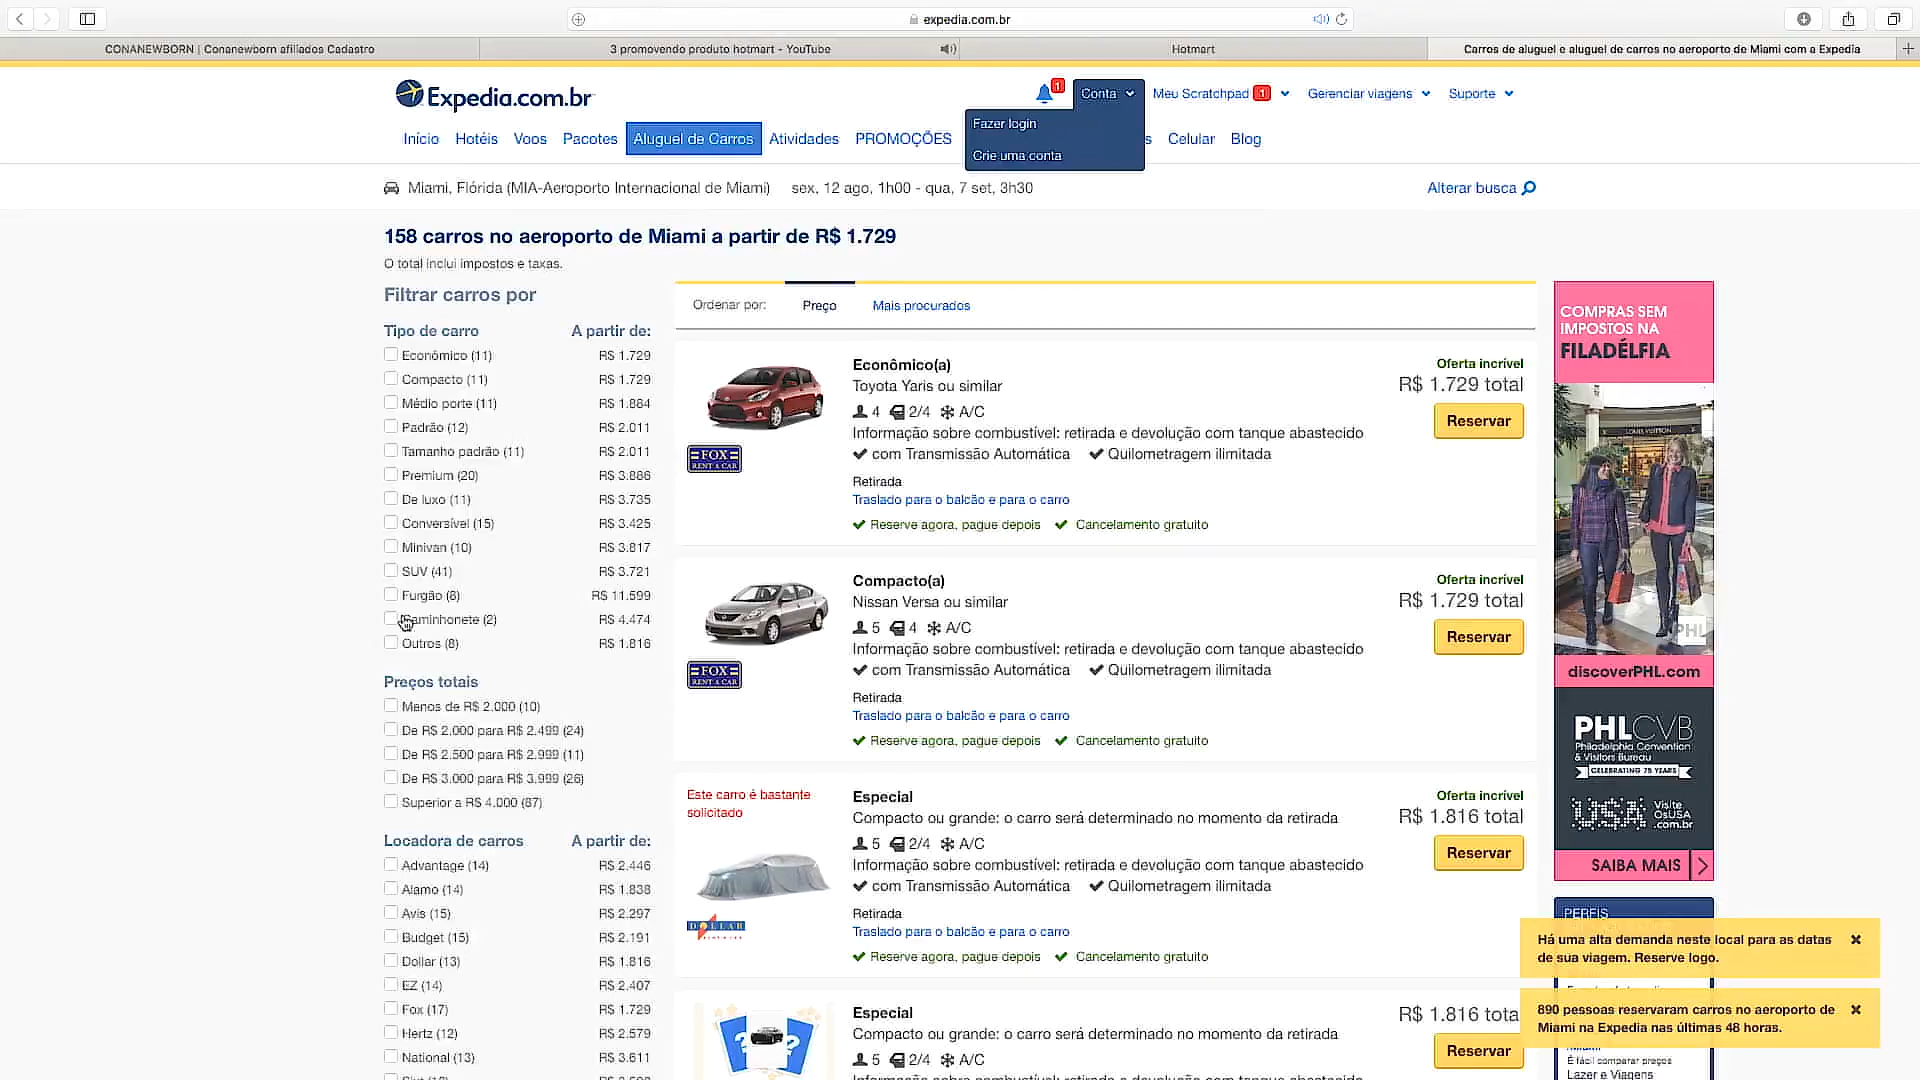 expedia.com.br
CONANEWBORN | Conanewborn afiliados Cadastro
3 promovendo produto hotmart - YouTube
Hotmart
Carros de aluguel e aluguel de carros no aeroporto de Miami com a Expedia
Expedia.com.br
1
Conta
Meu Scratchpad 1
Gerenciar viagens
Suporte
Fazer login
Crie uma conta
Início Hotéis Voos Pacotes Aluguel de Carros Atividades PROMOÇÕES s Celular Blog
Miami, Flórida (MIA-Aeroporto Internacional de Miami) sex, 12 ago, 1h00 - qua, 7 set, 3h30
Alterar busca
158 carros no aeroporto de Miami a partir de R$ 1.729
O total inclui impostos e taxas.
Filtrar carros por
Tipo de carro A partir de:
Econômico (11) R$ 1.729
Compacto (11) R$ 1.729
Médio porte (11) R$ 1.884
Padrão (12) R$ 2.011
Tamanho padrão (11) R$ 2.011
Premium (20) R$ 3.886
De luxo (11) R$ 3.735
Conversível (15) R$ 3.425
Minivan (10) R$ 3.817
SUV (41) R$ 3.721
Furgão (8) R$ 11.599
aminhonete (2) R$ 4.474
Outros (8) R$ 1.816
Preços totais
Menos de R$ 2.000 (10)
De R$ 2.000 para R$ 2.499 (24)
De R$ 2.500 para R$ 2.999 (11)
De R$ 3.000 para R$ 3.999 (26)
Superior a R$ 4.000 (87)
Locadora de carros A partir de:
Advantage (14) R$ 2.446
Alamo (14) R$ 1.838
Avis (15) R$ 2.297
Budget (15) R$ 2.191
Dollar (13) R$ 1.816
EZ (14) R$ 2.407
Fox (17) R$ 1.729
Hertz (12) R$ 2.579
National (13) R$ 3.611
Ordenar por: Preço Mais procurados
Econômico(a)
Toyota Yaris ou similar
4 2/4 A/C
Informação sobre combustível: retirada e devolução com tanque abastecido
com Transmissão Automática Quilometragem ilimitada
Retirada
Traslado para o balcão e para o carro
Reserve agora, pague depois Cancelamento gratuito
FOX
RENT A CAR
Oferta incrível
R$ 1.729 total
Reservar
Compacto(a)
Nissan Versa ou similar
5 4 A/C
Informação sobre combustível: retirada e devolução com tanque abastecido
com Transmissão Automática Quilometragem ilimitada
Retirada
Traslado para o balcão e para o carro
Reserve agora, pague depois Cancelamento gratuito
FOX
RENT A CAR
Oferta incrível
R$ 1.729 total
Reservar
Este carro é bastante
solicitado
DOLLAR
Especial
Compacto ou grande: o carro será determinado no momento da retirada
5 2/4 A/C
Informação sobre combustível: retirada e devolução com tanque abastecido
com Transmissão Automática Quilometragem ilimitada
Retirada
Traslado para o balcão e para o carro
Reserve agora, pague depois Cancelamento gratuito
Oferta incrível
R$ 1.816 total
Reservar
Especial
Compacto ou grande: o carro será determinado no momento da retirada
5 2/4 A/C
R$ 1.816 tota
Reservar
? ?
COMPRAS SEM
IMPOSTOS NA
FILADÉLFIA
LOUIS VUITTON
PHL
discoverPHL.com
PHLCVB
Philadelphia Convention
& Visitors Bureau
CELEBRATING 75 YEARS
USA
Visite
OsUSA
.com.br
SAIBA MAIS
PERFIS
Há uma alta demanda neste local para as datas
de sua viagem. Reserve logo.
890 pessoas reservaram carros no aeroporto de
Miami na Expedia nas últimas 48 horas.
É fácil comparar preços
Lazer e Viagens